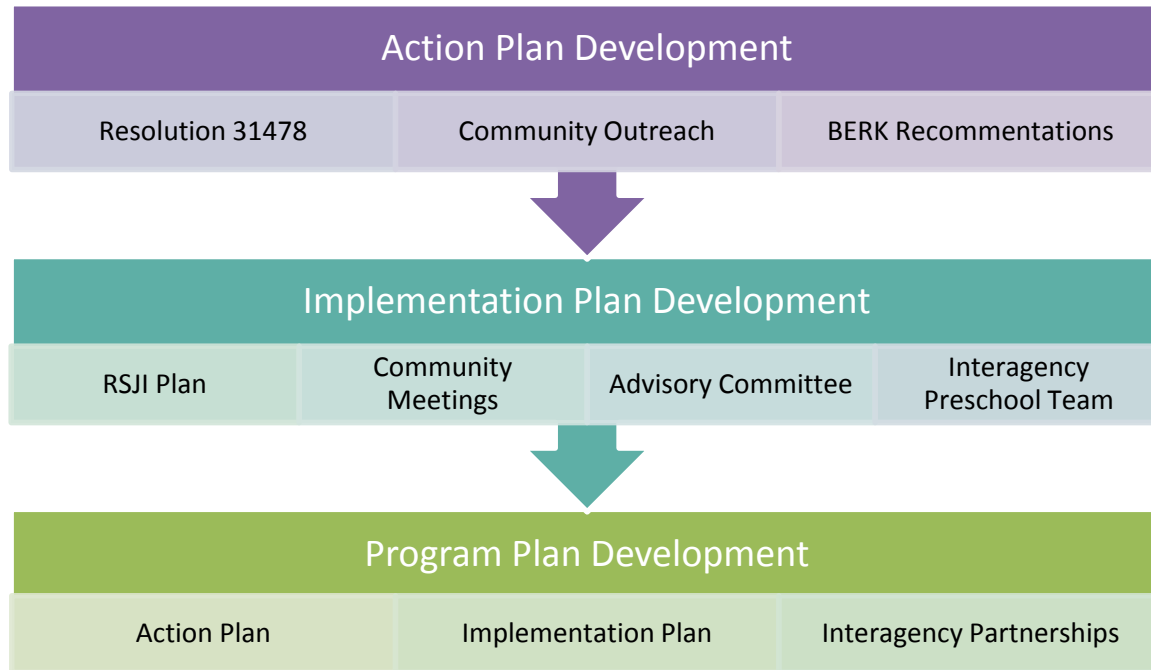 Action Plan Development
Resolution 31478
Community Outreach
BERK Recommentations
Implementation Plan Development
RSJI Plan
Community
Meetings
Advisory Committee
Interagency
Preschool Team
Program Plan Development
Action Plan
Implementation Plan
Interagency Partnerships